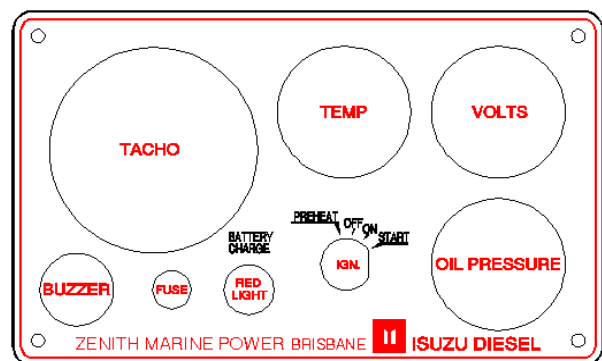 TEMP
VOLTS
TACHO
PREHEAT OFF ON START
BATTERY
CHARGE
IGN.
OIL PRESSURE
BUZZER
FUSE
RED
LIGHT
ZENITH MARINE POWER BRISBANE ISUZU DIESEL